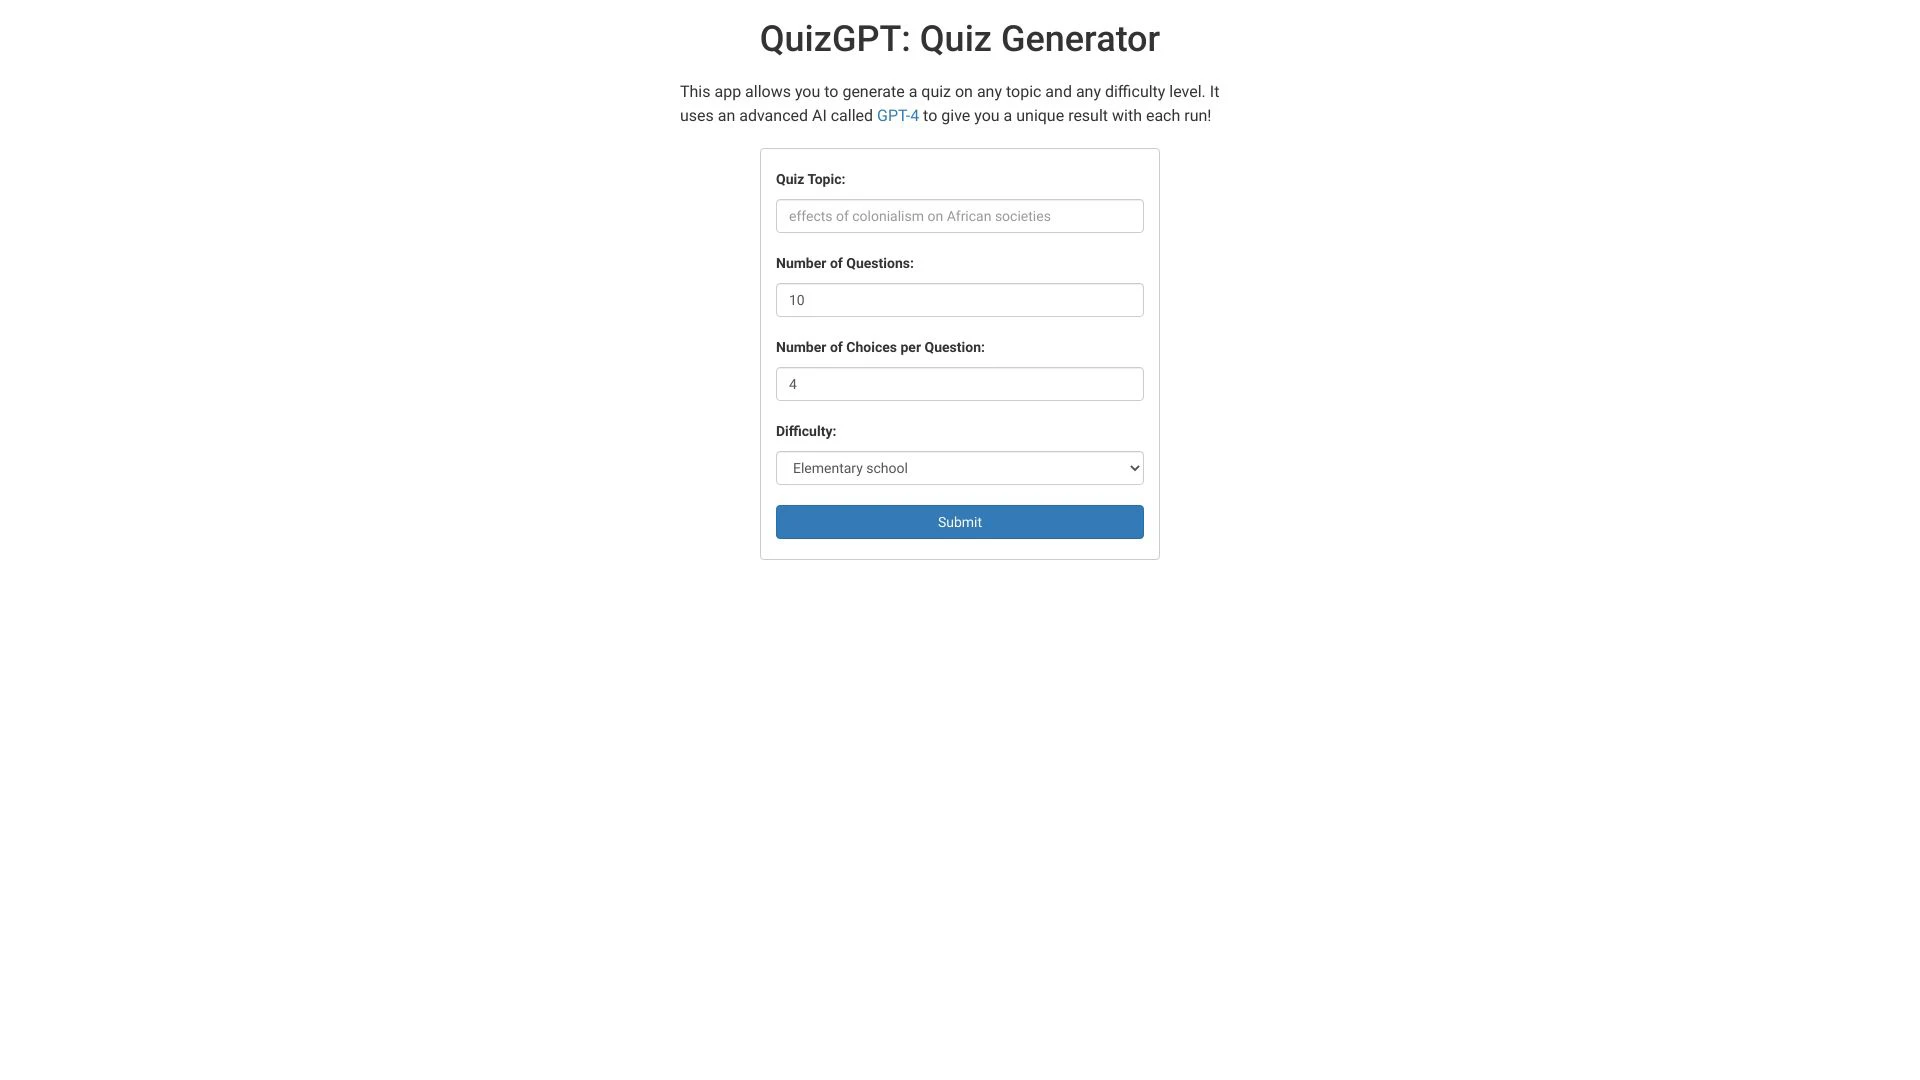 QuizGPT: Quiz Generator
This app allows you to generate a quiz on any topic and any difficulty level. It
uses an advanced AI called GPT-4 to give you a unique result with each run!
Quiz Topic:
effects of colonialism on African societies
Number of Questions:
10
Number of Choices per Question:
4
Difficulty:
Elementary school
Submit